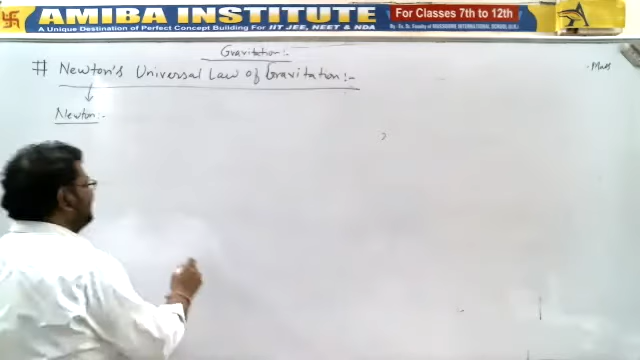 AMIBA INSTITUTE
A Unique Destination of Perfect Concept Building For IIT JEE, NEET & NDA
For Classes 7th to 12th
Gravitation:-
# Newton's Universal Law of Gravitation:-
Newton:-